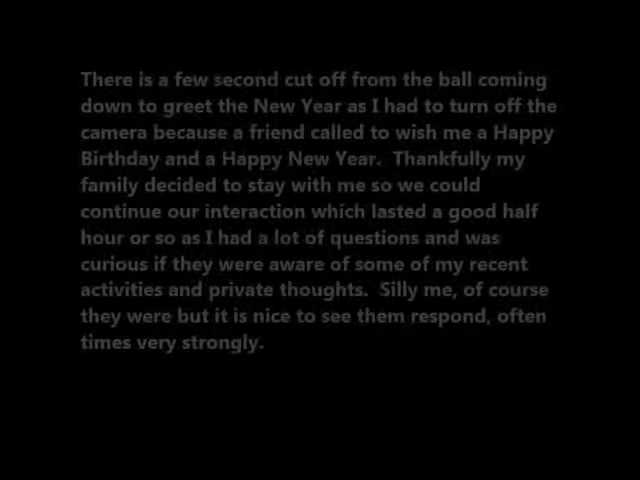 There is a few second cut off from the ball coming
down to greet the New Year as I had to turn off the
camera because a friend called to wish me a Happy
Birthday and a Happy New Year.  Thankfully my
family decided to stay with me so we could
continue our interaction which lasted a good half
hour or so as I had a lot of questions and was
curious if they were aware of some of my recent
activities and private thoughts.  Silly me, of course
they were but it is nice to see them respond, often
times very strongly.